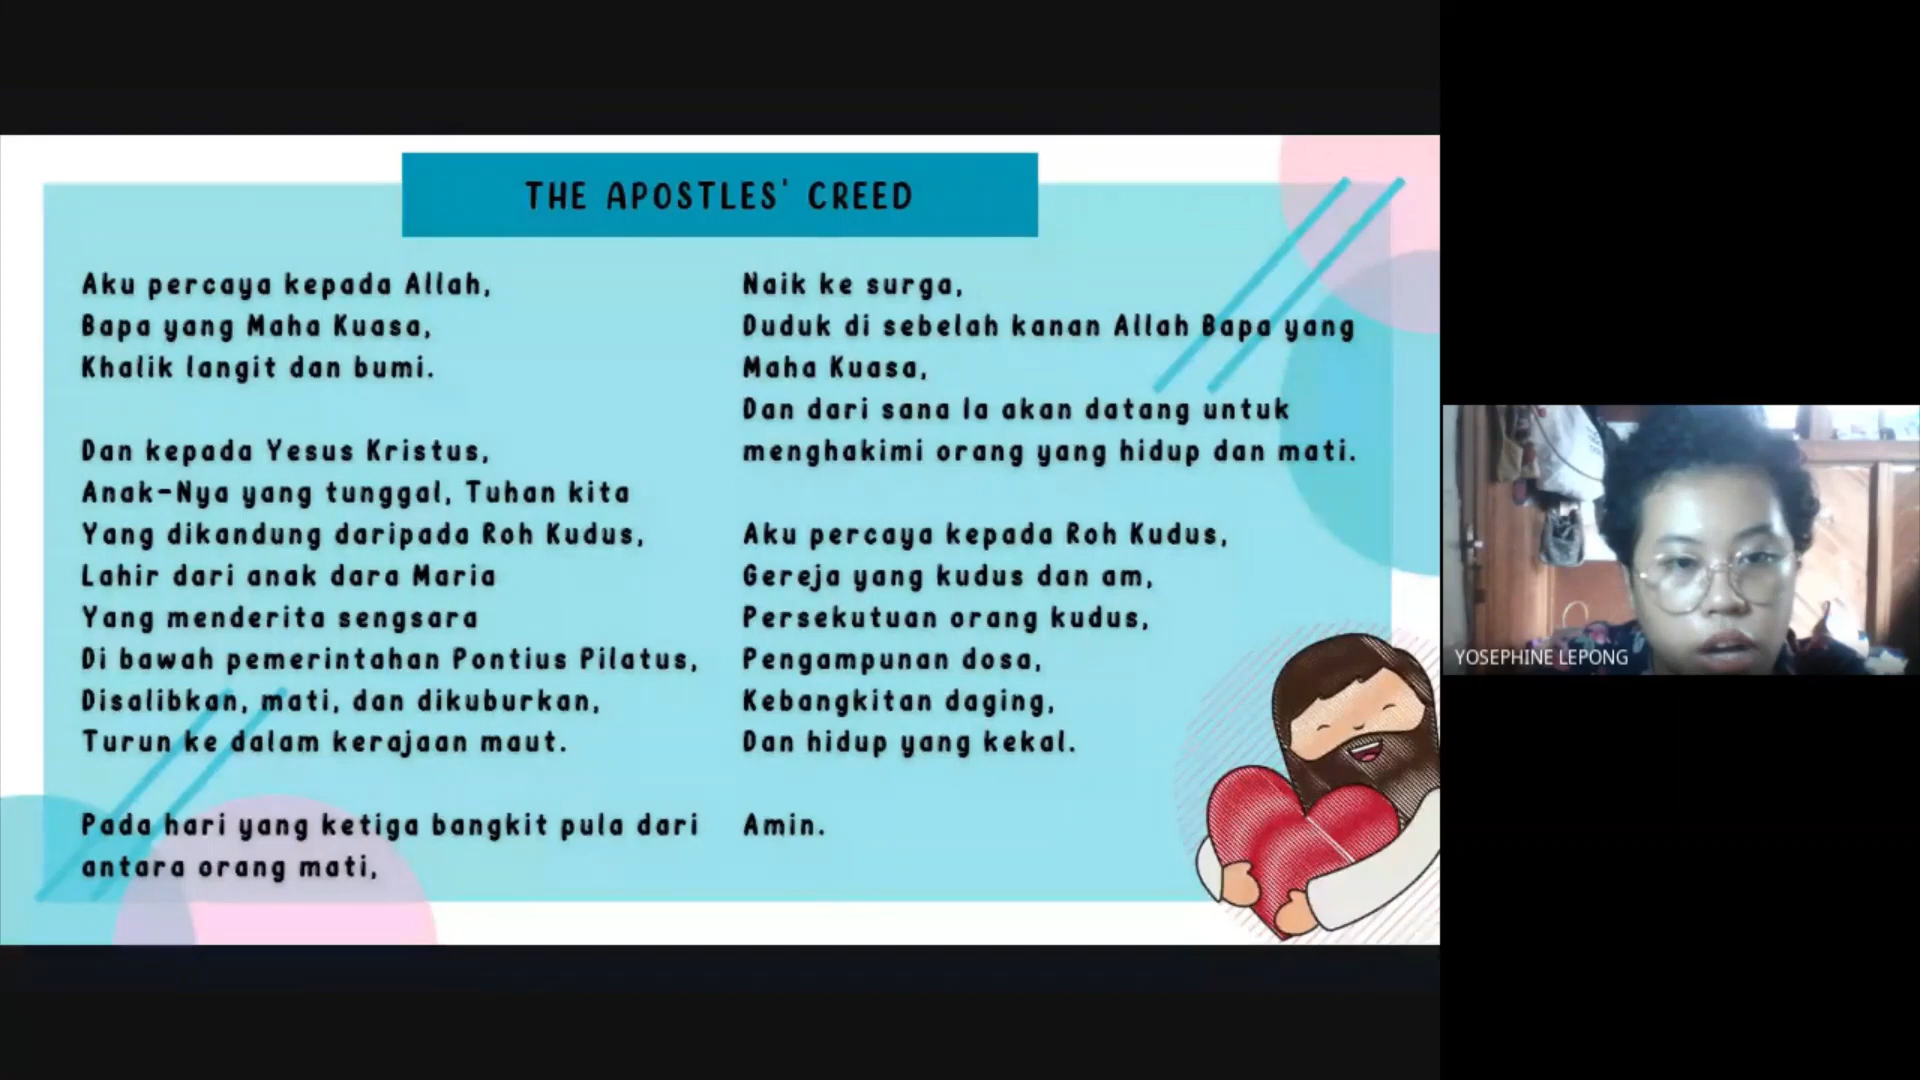 THE APOSTLES' CREED
Aku percaya kepada Allah,
Bapa yang Maha Kuasa,
Khalik langit dan bumi.
Dan kepada Yesus Kristus,
Anak-Nya yang tunggal, Tuhan kita
Yang dikandung daripada Roh Kudus,
Lahir dari anak dara Maria
Yang menderita sengsara
Di bawah pemerintahan Pontius Pilatus,
Disalibkan, mati, dan dikuburkan,
Turun ke dalam kerajaan maut.
Pada hari yang ketiga bangkit pula dari
antara orang mati,
Naik ke surga,
Duduk di sebelah kanan Allah Bapa yang
Maha Kuasa,
Dan dari sana Ia akan datang untuk
menghakimi orang yang hidup dan mati.
Aku percaya kepada Roh Kudus,
Gereja yang kudus dan am,
Persekutuan orang kudus,
Pengampunan dosa,
Kebangkitan daging,
Dan hidup yang kekal.
Amin.
YOSEPHINE LEPONG